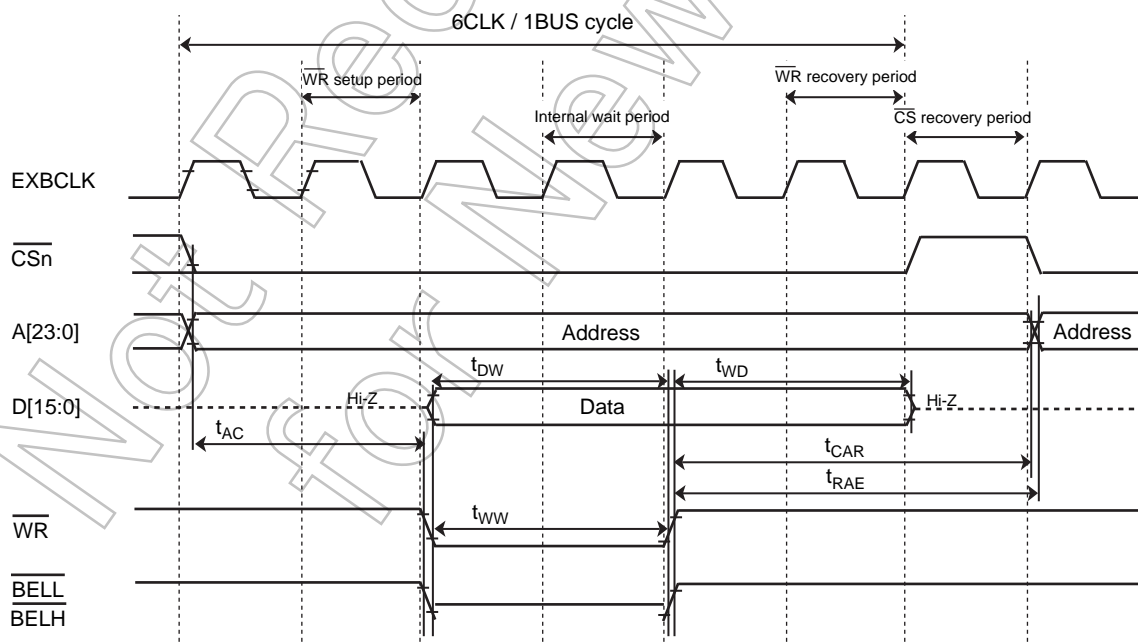 6CLK / 1BUS cycle
WR setup period
WR recovery period
Internal wait period
CS recovery period
EXBCLK
CSn
A[23:0]
Address
Address
tDW
tWD
D[15:0]
Hi-Z
Data
Hi-Z
tAC
tCAR
tRAE
WR
tWW
BELL
BELH